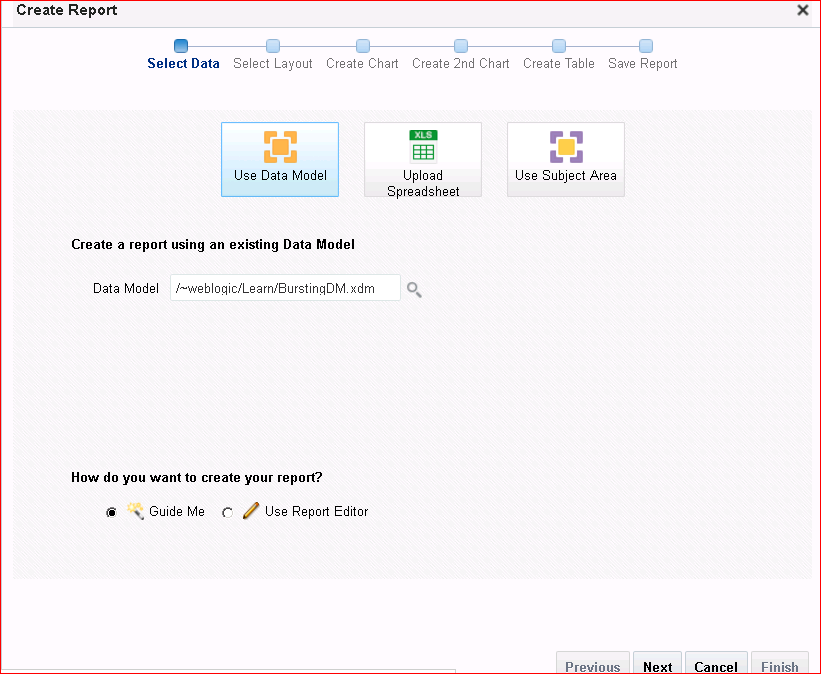 Create Report
Select Data Select Layout Create Chart Create 2nd Chart Create Table Save Report
XLS
Use Data Model Upload Spreadsheet Use Subject Area
Create a report using an existing Data Model
Data Model /~weblogic/Learn/BurstingDM.xdm
How do you want to create your report?
Guide Me Use Report Editor
Previous Next Cancel Finish